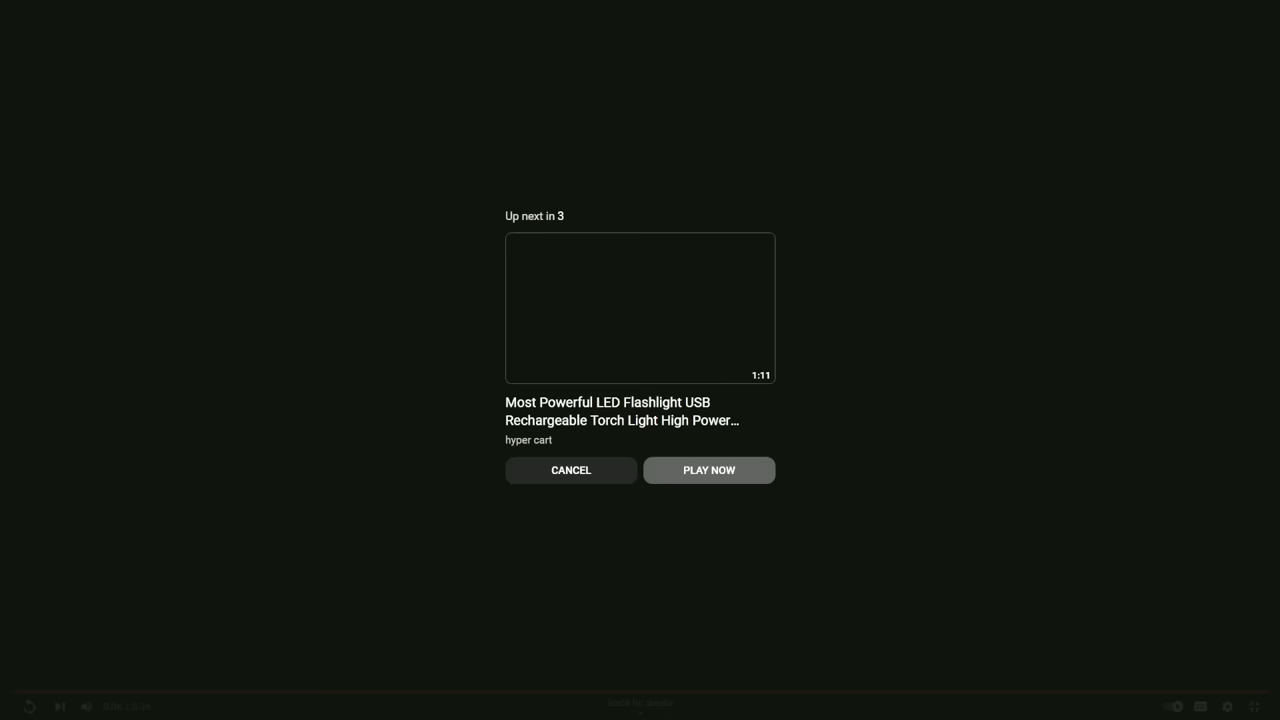 Up next in 3
1:11
Most Powerful LED Flashlight USB
Rechargeable Torch Light High Power...
hyper cart
CANCEL
PLAY NOW